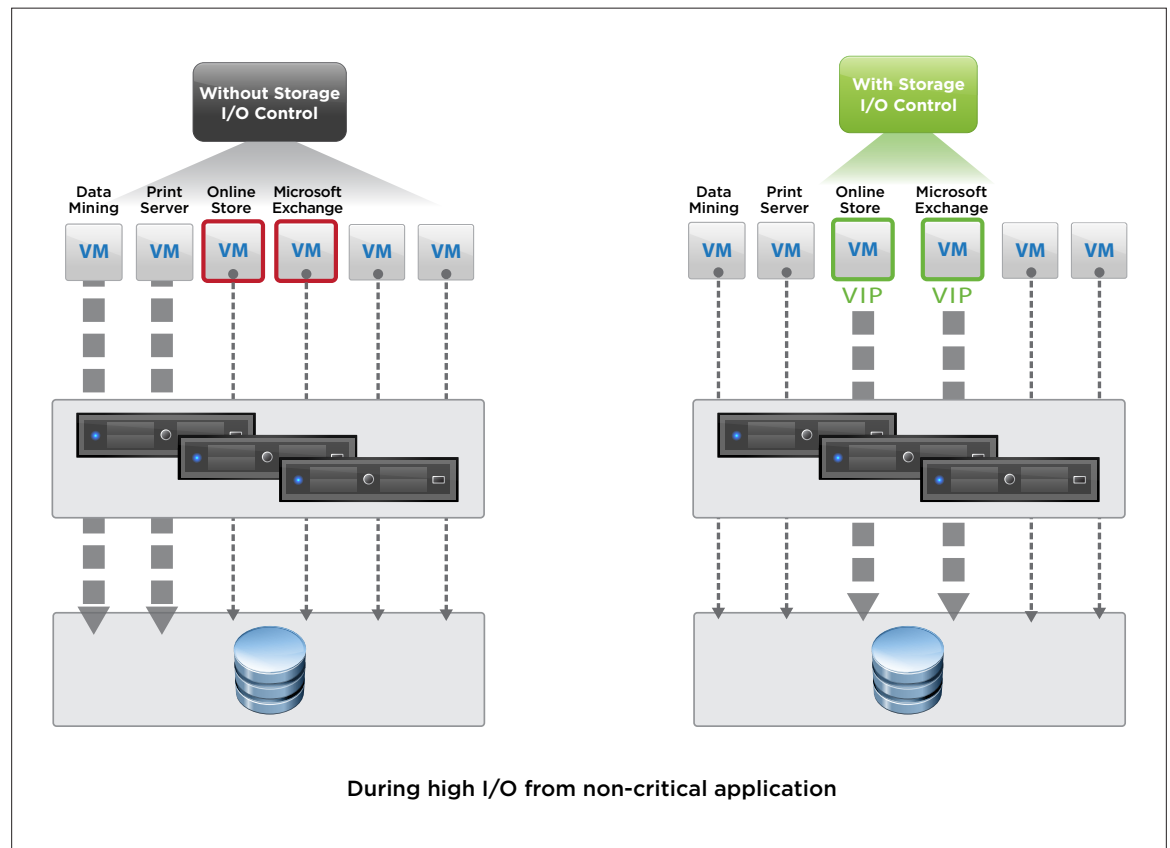 Without Storage
I/O Control
Data
Mining
Print
Server
Online
Store
Microsoft
Exchange
VM
VM
VM
VM
VM
VM
With Storage
I/O Control
Data
Mining
Print
Server
Online
Store
Microsoft
Exchange
VM
VM
VM
VM
VM
VM
VIP
VIP
During high I/O from non-critical application